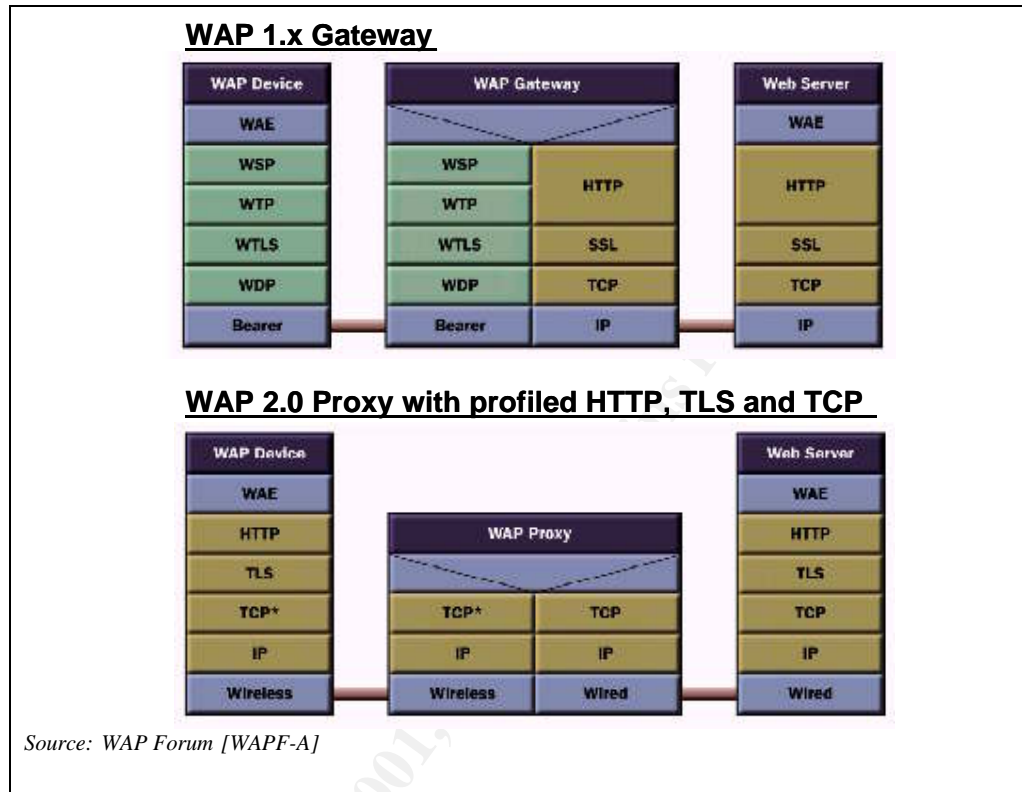 WAP 1.x Gateway
WAP Device
WAP Gateway
Web Server
WAE
WAE
WSP
WSP
HTTP
HTTP
WTP
WTP
WTLS
WTLS
SSL
SSL
WDP
WDP
TCP
TCP
Bearer
Bearer
IP
IP
WAP 2.0 Proxy with profiled HTTP, TLS and TCP
WAP Device
Web Server
WAE
WAE
HTTP
WAP Proxy
HTTP
TLS
TLS
TCP*
TCP*
TCP
TCP
IP
IP
IP
IP
Wireless
Wireless
Wired
Wired
Source: WAP Forum [WAPF-A]